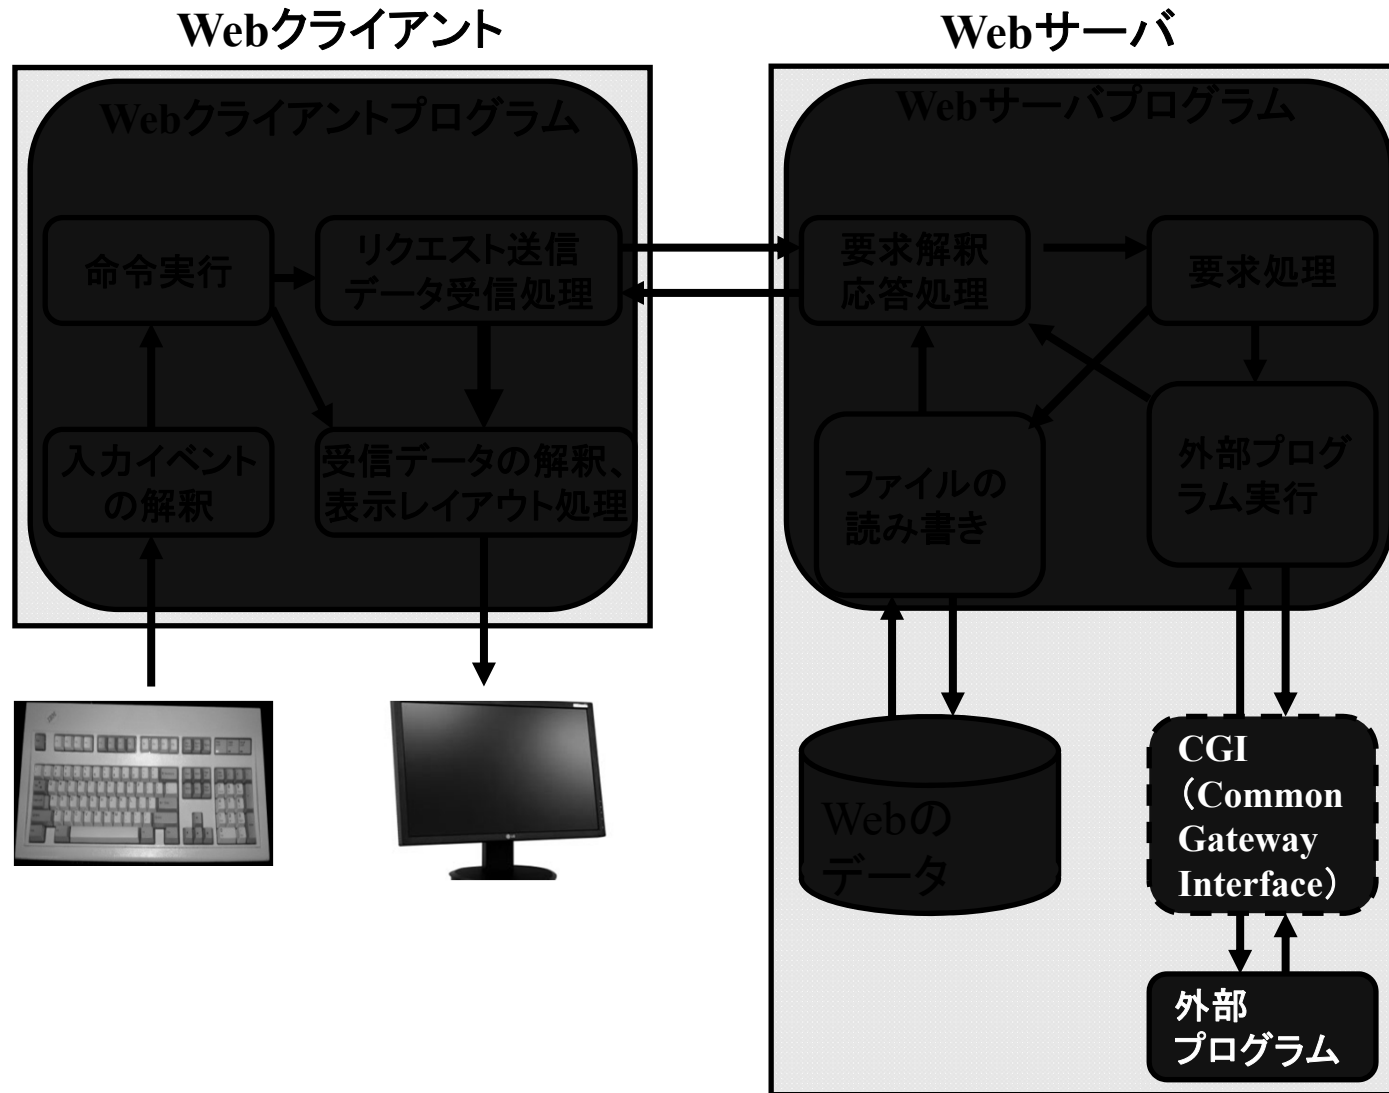 Webクライアント
Webサーバ
Webクライアントプログラム
Webサーバプログラム
命令実行
リクエスト送信
データ受信処理
要求解釈
応答処理
要求処理
入力イベント
の解釈
受信データの解釈、
表示レイアウト処理
ファイルの
読み書き
外部プログ
ラム実行
Webの
データ
CGI
（Common
Gateway
Interface）
外部
プログラム